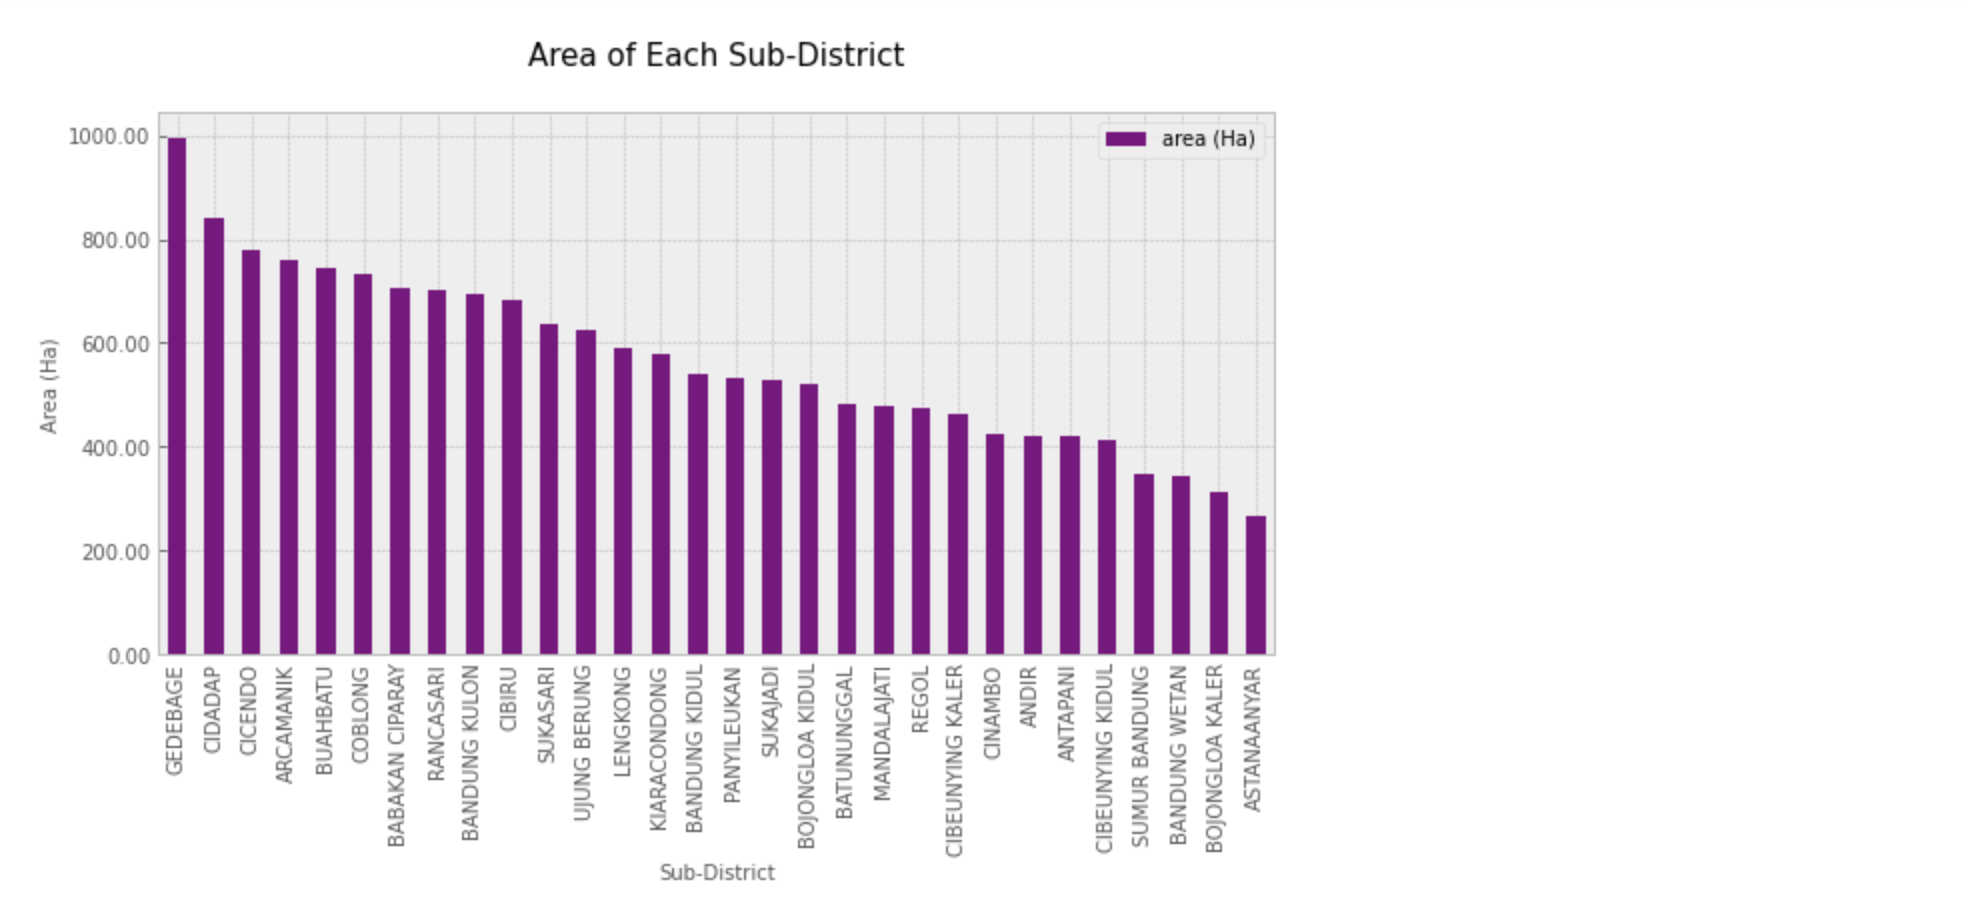 Area of Each Sub-District
area (Ha)
1000.00
800.00
600.00
400.00
200.00
0.00
Area (Ha)
GEDEBAGE
CIDADAP
CICENDO
ARCAMANIK
BUAHBATU
COBLONG
BABAKAN CIPARAY
RANCASARI
BANDUNG KULON
CIBIRU
SUKASARI
UJUNG BERUNG
LENGKONG
KIARACONDONG
BANDUNG KIDUL
PANYILEUKAN
SUKAJADI
BOJONGLOA KIDUL
BATUNUNGGAL
MANDALAJATI
REGOL
CIBEUNYING KALER
CINAMBO
ANDIR
ANTAPANI
CIBEUNYING KIDUL
SUMUR BANDUNG
BANDUNG WETAN
BOJONGLOA KALER
ASTANAANYAR
Sub-District